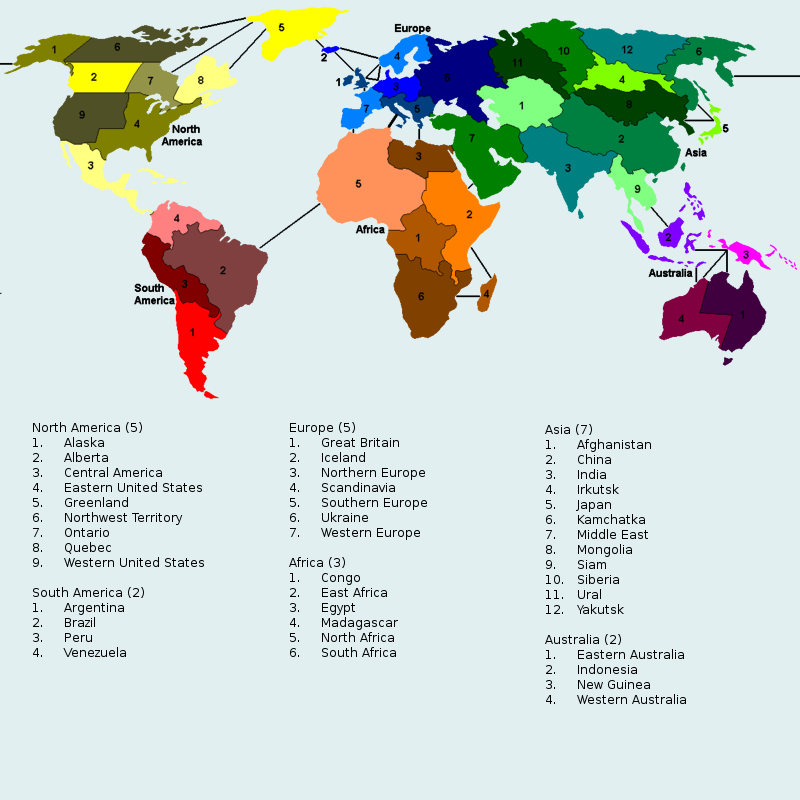 1
6
5
2
7
8
9
4
North
America
3
Europe
2
4
1
3
6
5
7
11
10
12
6
4
1
8
5
2
Asia
7
3
9
3
5
2
Africa
1
6
4
4
2
South
America
3
1
2
3
Australia
4
1
North America (5)
1. Alaska
2. Alberta
3. Central America
4. Eastern United States
5. Greenland
6. Northwest Territory
7. Ontario
8. Quebec
9. Western United States
South America (2)
1. Argentina
2. Brazil
3. Peru
4. Venezuela
Europe (5)
1. Great Britain
2. Iceland
3. Northern Europe
4. Scandinavia
5. Southern Europe
6. Ukraine
7. Western Europe
Africa (3)
1. Congo
2. East Africa
3. Egypt
4. Madagascar
5. North Africa
6. South Africa
Asia (7)
1. Afghanistan
2. China
3. India
4. Irkutsk
5. Japan
6. Kamchatka
7. Middle East
8. Mongolia
9. Siam
10. Siberia
11. Ural
12. Yakutsk
Australia (2)
1. Eastern Australia
2. Indonesia
3. New Guinea
4. Western Australia